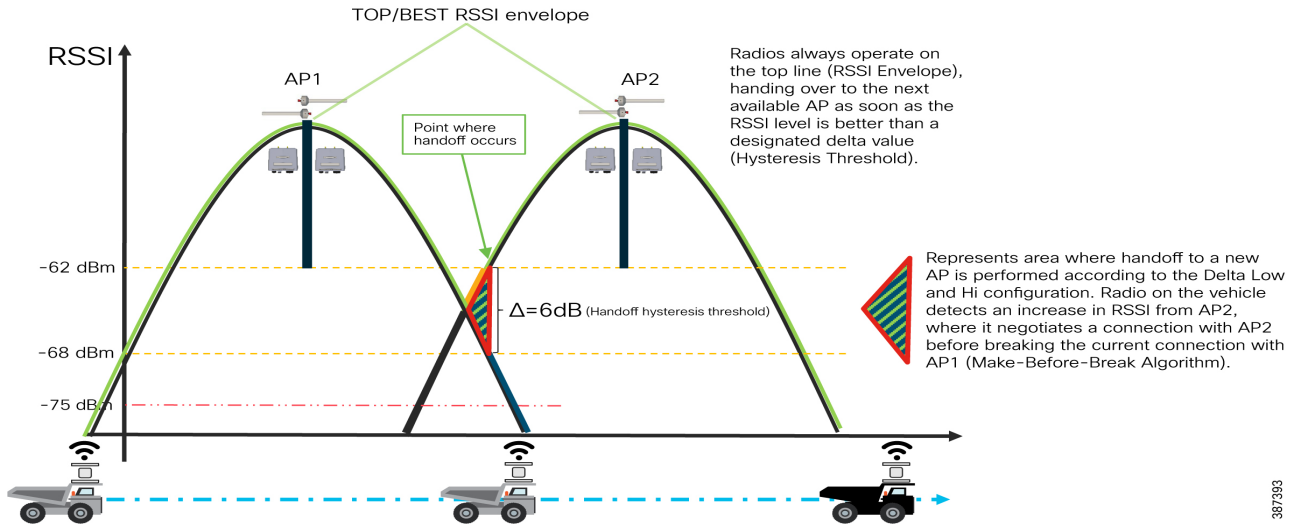 TOP/BEST RSSI envelope
RSSI
AP1
AP2
Radios always operate on
the top line (RSSI Envelope),
handing over to the next
available AP as soon as the
RSSI level is better than a
designated delta value
(Hysteresis Threshold).
Point where
handoff occurs
-62 dBm
Δ=6dB (Handoff hysteresis threshold)
-68 dBm
-75 dBm
Represents area where handoff to a new
AP is performed according to the Delta Low
and Hi configuration. Radio on the vehicle
detects an increase in RSSI from AP2,
where it negotiates a connection with AP2
before breaking the current connection with
AP1 (Make-Before-Break Algorithm).
387393